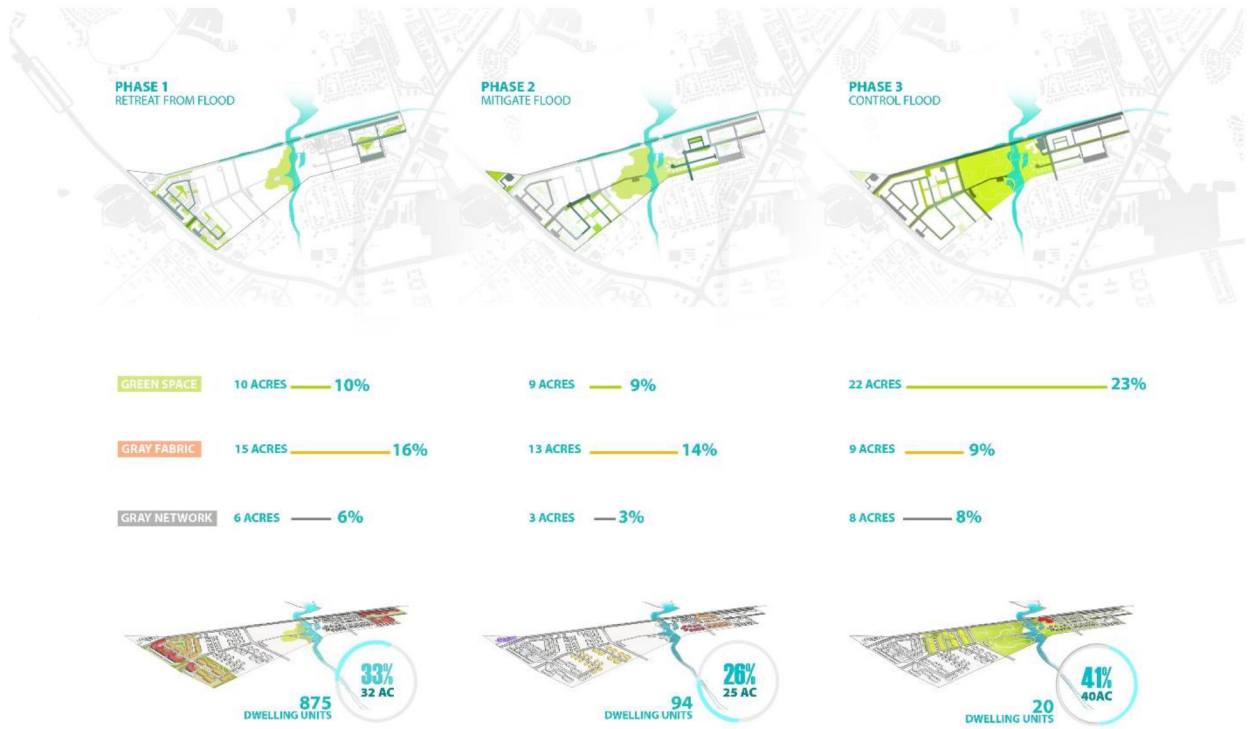 PHASE 1
RETREAT FROM FLOOD
PHASE 2
MITIGATE FLOOD
PHASE 3
CONTROL FLOOD
GREEN SPACE 10 ACRES 10% 9 ACRES 9% 22 ACRES 23%
GRAY FABRIC 15 ACRES 16% 13 ACRES 14% 9 ACRES 9%
GRAY NETWORK 6 ACRES 6% 3 ACRES 3% 8 ACRES 8%
33%
32 AC
875
DWELLING UNITS
26%
25 AC
94
DWELLING UNITS
41%
40AC
20
DWELLING UNITS